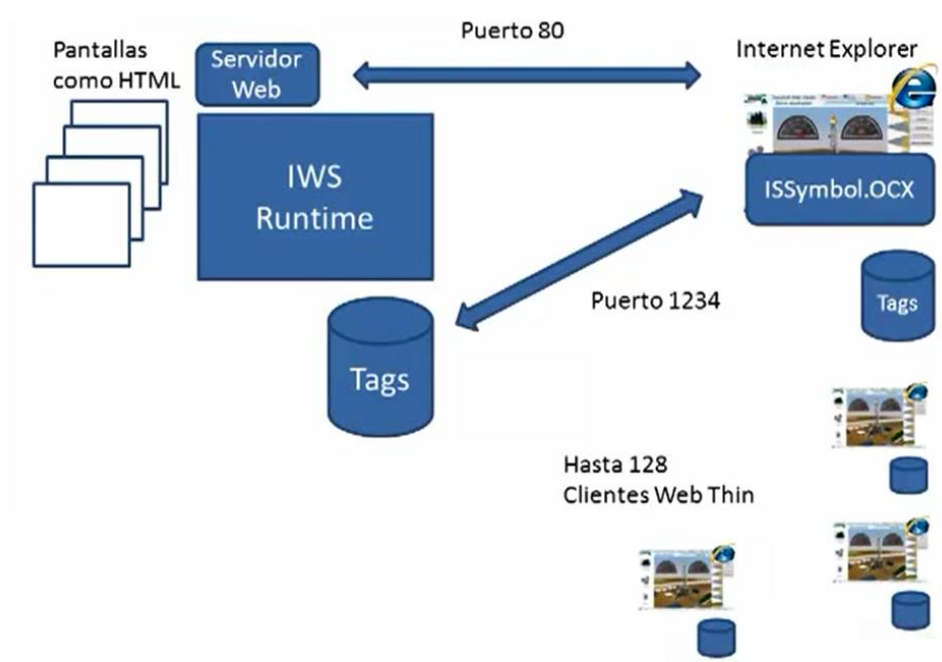 Pantallas
como HTML
Servidor
Web
Puerto 80
Internet Explorer
IWS
Runtime
ISSymbol.OCX
Puerto 1234
Tags
Tags
Hasta 128
Clientes Web Thin